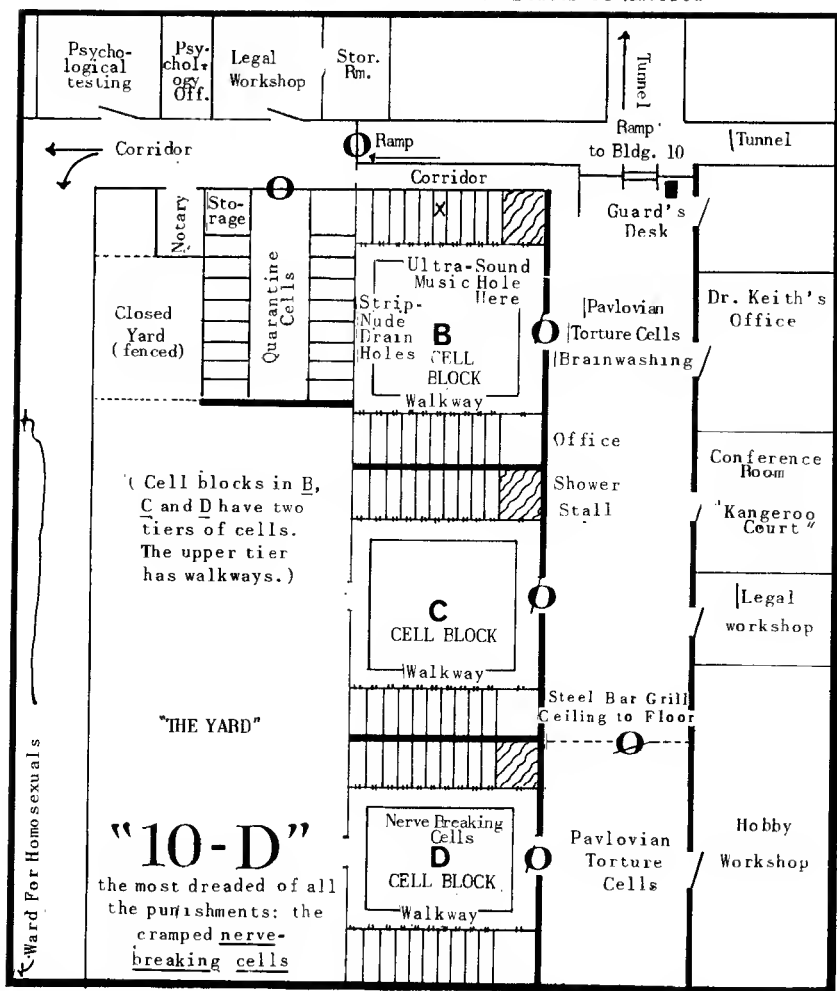 Psycho-
logical
testing
Psy-
chol-
ogy
Off.
Legal
Workshop
Stor.
Rm.
Tunnel
Ramp
to Bldg. 10
Tunnel
Corridor
Ramp
Corridor
Guard's
Desk
Notary
Sto-
rage
Quarantine
Cells
X
Closed
Yard
(fenced)
Ultra-Sound
Music Hole
Here
Strip-
Nude
Drain
Holes
B
CELL
BLOCK
Walkway
Pavlovian
Torture Cells
Brainwashing
Dr. Keith's
Office
Office
Shower
Stall
Conference
Room
"Kangeroo
Court"
( Cell blocks in B,
C and D have two
tiers of cells.
The upper tier
has walkways.)
C
CELL BLOCK
Walkway
Legal
workshop
Steel Bar Grill
Ceiling to Floor
"THE YARD"
Ward For Homosexuals
"10-D"
the most dreaded of all
the punishments: the
cramped nerve-
breaking cells
Nerve Breaking
Cells
D
CELL BLOCK
Walkway
Pavlovian
Torture
Cells
Hobby
Workshop